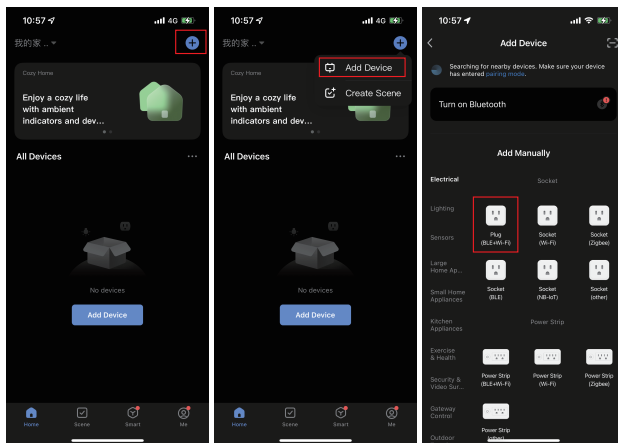 10:57
4G
我的家 ..
Cozy Home
Enjoy a cozy life
with ambient
indicators and dev...
All Devices
...
No devices
Add Device
Home
Scene
Smart
Me
10:57
4G
我的家 ..
Add Device
Create Scene
Cozy Home
Enjoy a cozy life
with ambient
indicators and dev...
All Devices
...
No devices
Add Device
Home
Scene
Smart
Me
10:57
Add Device
Searching for nearby devices. Make sure your device
has entered pairing mode.
Turn on Bluetooth
Add Manually
Electrical
Lighting
Sensors
Large
Home Ap...
Small Home
Appliances
Kitchen
Appliances
Exercise
& Health
Security &
Video Sur...
Gateway
Control
Outdoor
Socket
Plug
(BLE+Wi-Fi)
Socket
(Wi-Fi)
Socket
(Zigbee)
Socket
(BLE)
Socket
(NB-IoT)
Socket
(other)
Power Strip
Power Strip
(BLE+Wi-Fi)
Power Strip
(Wi-Fi)
Power Strip
(Zigbee)
Power Strip
(other)